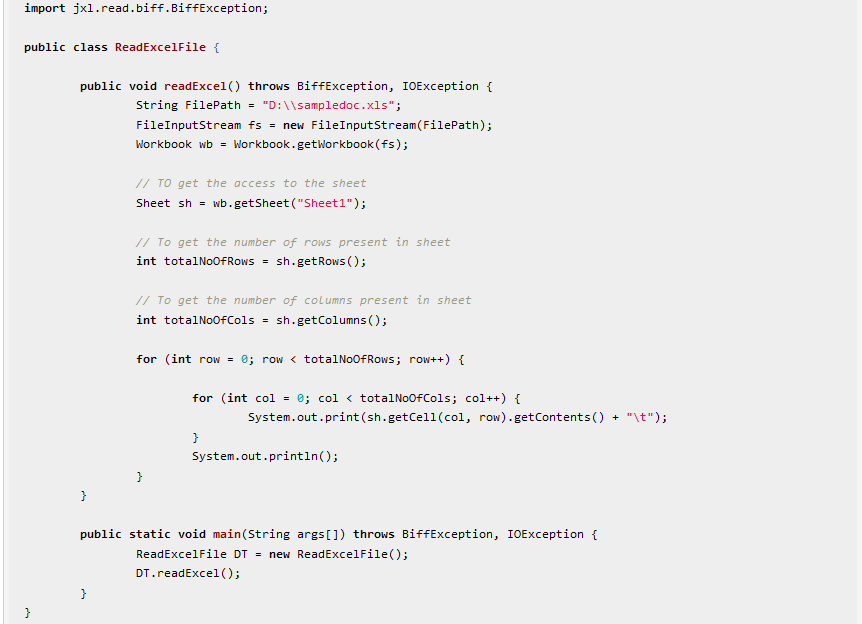 import jxl.read.biff.BiffException;
public class ReadExcelFile {
public void readExcel() throws BiffException, IOException {
String FilePath = "D:\\sampledoc.xls";
FileInputStream fs = new FileInputStream(FilePath);
Workbook wb = Workbook.getWorkbook(fs);
// TO get the access to the sheet
Sheet sh = wb.getSheet("Sheet1");
// To get the number of rows present in sheet
int totalNoOfRows = sh.getRows();
// To get the number of columns present in sheet
int totalNoOfCols = sh.getColumns();
for (int row = 0; row < totalNoOfRows; row++) {
for (int col = 0; col < totalNoOfCols; col++) {
System.out.print(sh.getCell(col, row).getContents() + "\t");
}
System.out.println();
}
}
public static void main(String args[]) throws BiffException, IOException {
ReadExcelFile DT = new ReadExcelFile();
DT.readExcel();
}
}